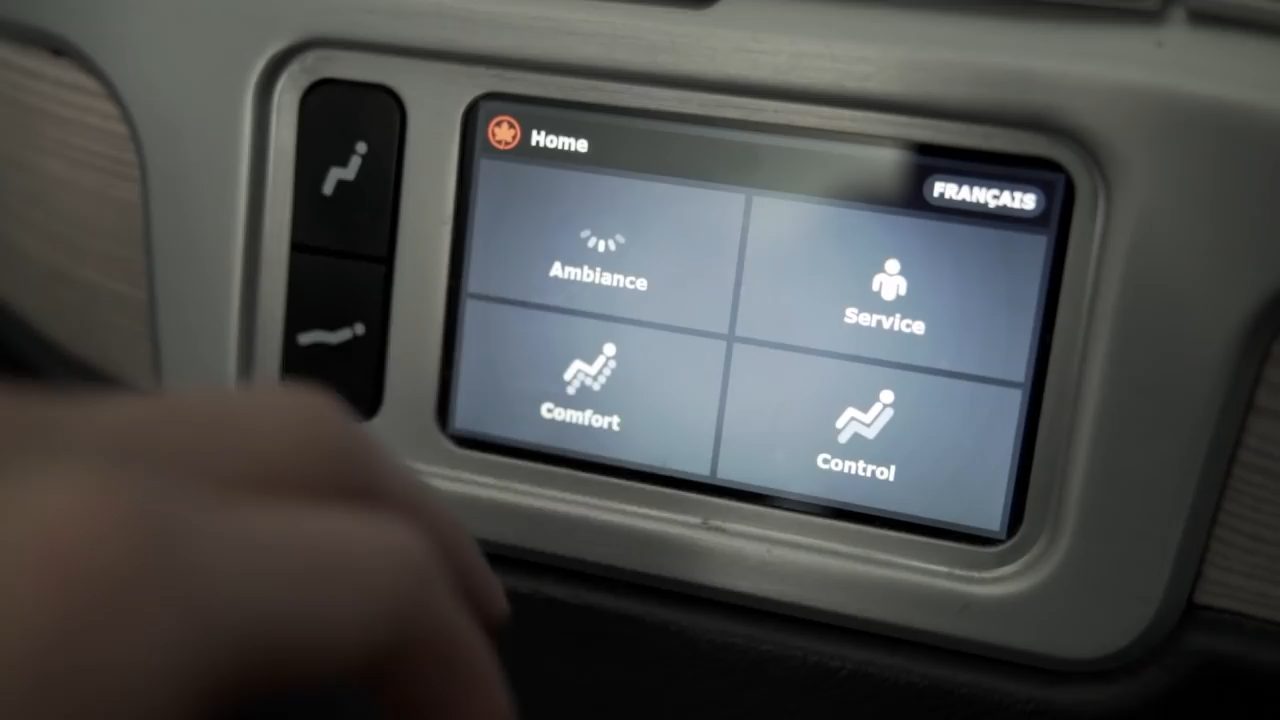 Home
FRANÇAIS
Ambiance
Service
Comfort
Control